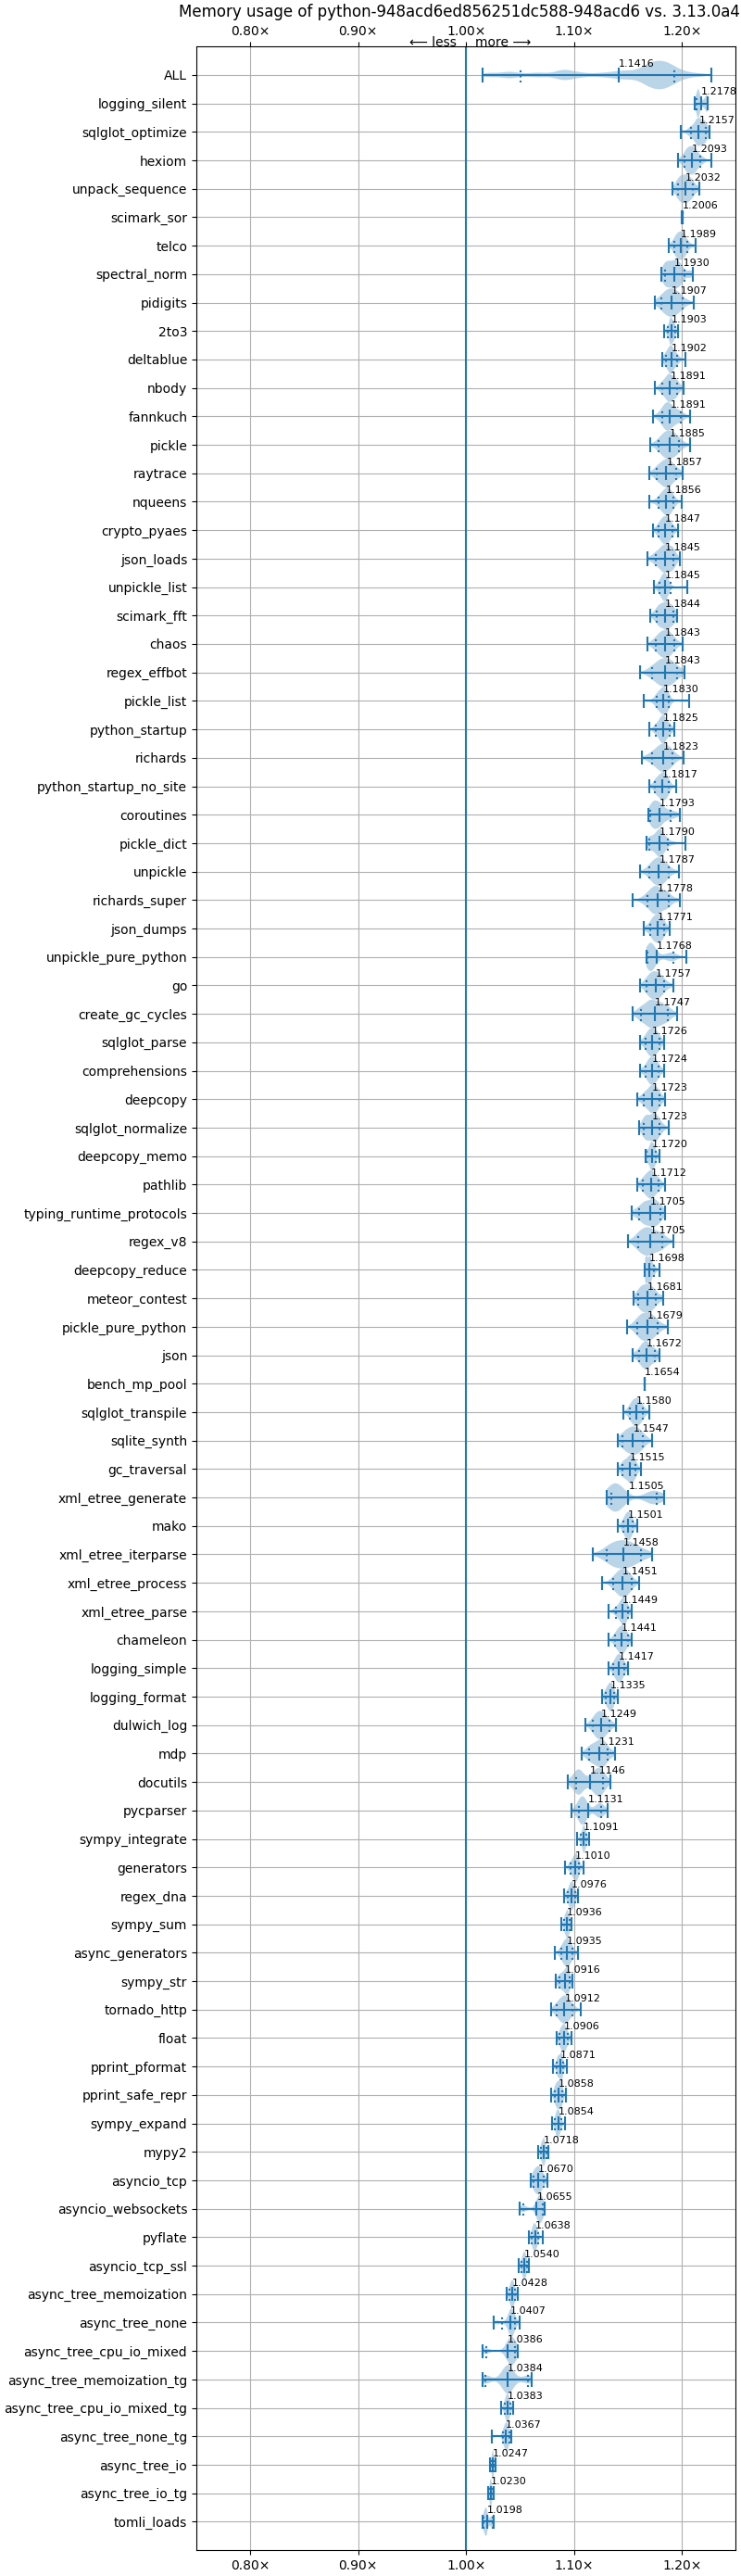 Memory usage of python-948acd6ed856251dc588-948acd6 vs. 3.13.0a4
0.80× 0.90× 1.00× 1.10× 1.20×
⟵ less more ⟶
ALL 1.1416
logging_silent 1.2178
sqlglot_optimize 1.2157
hexiom 1.2093
unpack_sequence 1.2032
scimark_sor 1.2006
telco 1.1989
spectral_norm 1.1930
pidigits 1.1907
2to3 1.1903
deltablue 1.1902
nbody 1.1891
fannkuch 1.1891
pickle 1.1885
raytrace 1.1857
nqueens 1.1856
crypto_pyaes 1.1847
json_loads 1.1845
unpickle_list 1.1845
scimark_fft 1.1844
chaos 1.1843
regex_effbot 1.1843
pickle_list 1.1830
python_startup 1.1825
richards 1.1823
python_startup_no_site 1.1817
coroutines 1.1793
pickle_dict 1.1790
unpickle 1.1787
richards_super 1.1778
json_dumps 1.1771
unpickle_pure_python 1.1768
go 1.1757
create_gc_cycles 1.1747
sqlglot_parse 1.1726
comprehensions 1.1724
deepcopy 1.1723
sqlglot_normalize 1.1723
deepcopy_memo 1.1720
pathlib 1.1712
typing_runtime_protocols 1.1705
regex_v8 1.1705
deepcopy_reduce 1.1698
meteor_contest 1.1681
pickle_pure_python 1.1679
json 1.1672
bench_mp_pool 1.1654
sqlglot_transpile 1.1580
sqlite_synth 1.1547
gc_traversal 1.1515
xml_etree_generate 1.1505
mako 1.1501
xml_etree_iterparse 1.1458
xml_etree_process 1.1451
xml_etree_parse 1.1449
chameleon 1.1441
logging_simple 1.1417
logging_format 1.1335
dulwich_log 1.1249
mdp 1.1231
docutils 1.1146
pycparser 1.1131
sympy_integrate 1.1091
generators 1.1010
regex_dna 1.0976
sympy_sum 1.0936
async_generators 1.0935
sympy_str 1.0916
tornado_http 1.0912
float 1.0906
pprint_pformat 1.0871
pprint_safe_repr 1.0858
sympy_expand 1.0854
mypy2 1.0718
asyncio_tcp 1.0670
asyncio_websockets 1.0655
pyflate 1.0638
asyncio_tcp_ssl 1.0540
async_tree_memoization 1.0428
async_tree_none 1.0407
async_tree_cpu_io_mixed 1.0386
async_tree_memoization_tg 1.0384
async_tree_cpu_io_mixed_tg 1.0383
async_tree_none_tg 1.0367
async_tree_io 1.0247
async_tree_io_tg 1.0230
tomli_loads 1.0198
0.80× 0.90× 1.00× 1.10× 1.20×